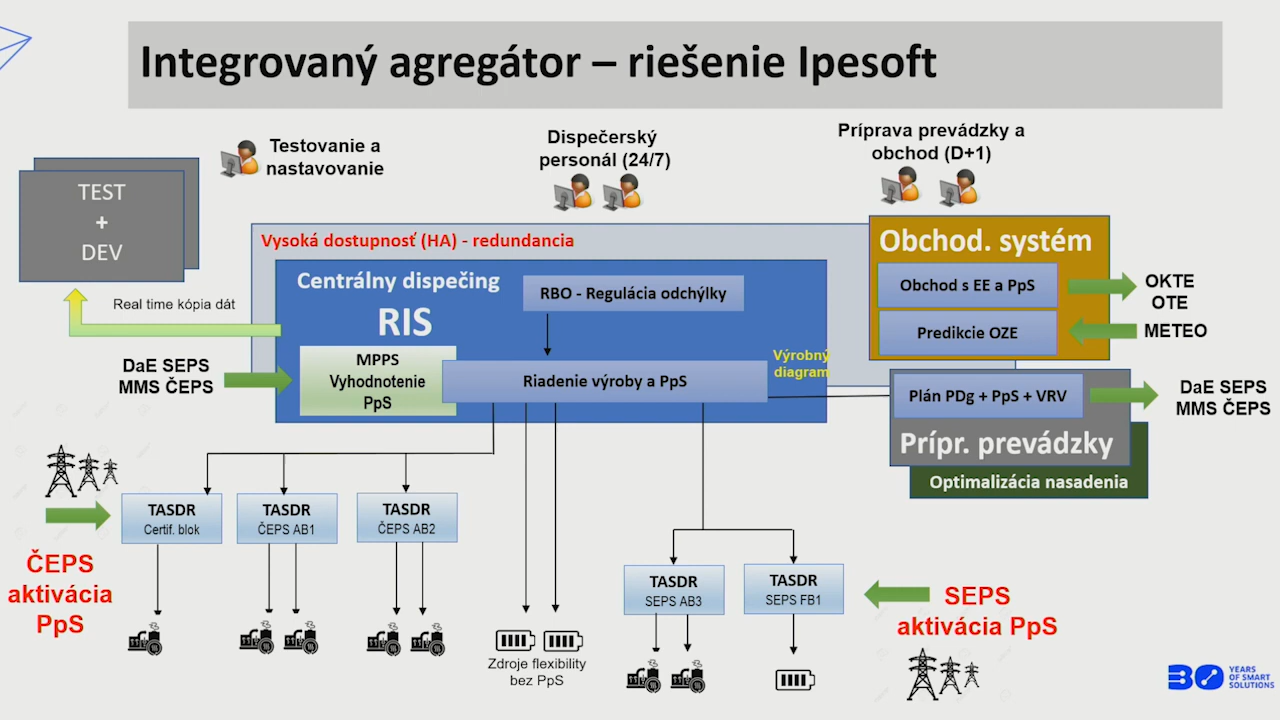 Integrovaný agregátor – riešenie Ipesoft
Testovanie a
nastavovanie
Dispečerský
personál (24/7)
Príprava prevádzky a
obchod (D+1)
TEST
+
DEV
Real time kópia dát
Vysoká dostupnosť (HA) - redundancia
Centrálny dispečing
RIS
RBO - Regulácia odchýlky
MPPS
Vyhodnotenie
PpS
Riadenie výroby a PpS
Výrobný
diagram
DaE SEPS
MMS ČEPS
Obchod. systém
Obchod s EE a PpS
Predikcie OZE
OKTE
OTE
METEO
Plán PDg + PpS + VRV
Prípr. prevádzky
Optimalizácia nasadenia
DaE SEPS
MMS ČEPS
ČEPS
aktivácia
PpS
TASDR
Certif. blok
TASDR
ČEPS AB1
TASDR
ČEPS AB2
Zdroje flexibility
bez PpS
TASDR
SEPS AB3
TASDR
SEPS FB1
SEPS
aktivácia PpS
30 YEARS
OF SMART
SOLUTIONS